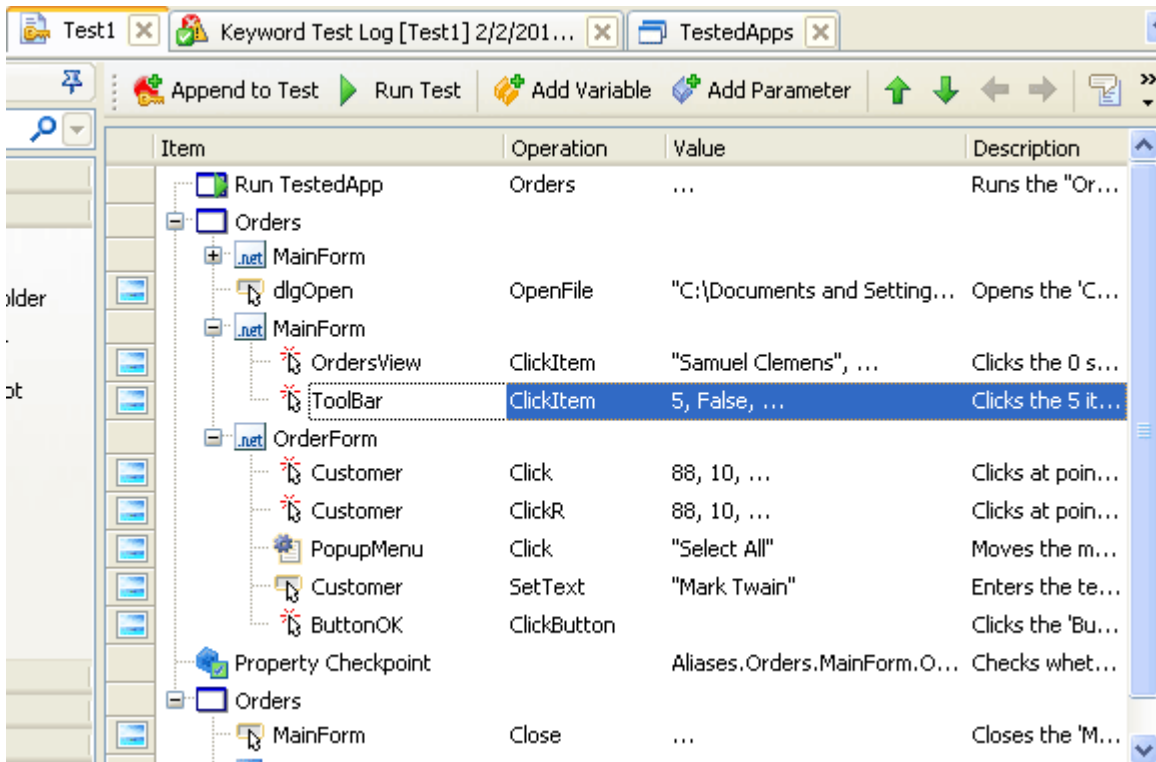 Test1 Keyword Test Log [Test1] 2/2/201... TestedApps
Append to Test Run Test Add Variable Add Parameter
Item Operation Value Description
Run TestedApp Orders ... Runs the "Or...
Orders
.net MainForm
dlgOpen OpenFile "C:\Documents and Setting... Opens the 'C...
older
.net MainForm
OrdersView ClickItem "Samuel Clemens", ... Clicks the 0 s...
ToolBar ClickItem 5, False, ... Clicks the 5 it...
ot
.net OrderForm
Customer Click 88, 10, ... Clicks at poin...
Customer ClickR 88, 10, ... Clicks at poin...
PopupMenu Click "Select All" Moves the m...
Customer SetText "Mark Twain" Enters the te...
ButtonOK ClickButton Clicks the 'Bu...
Property Checkpoint Aliases.Orders.MainForm.O... Checks whet...
Orders
MainForm Close ... Closes the 'M...